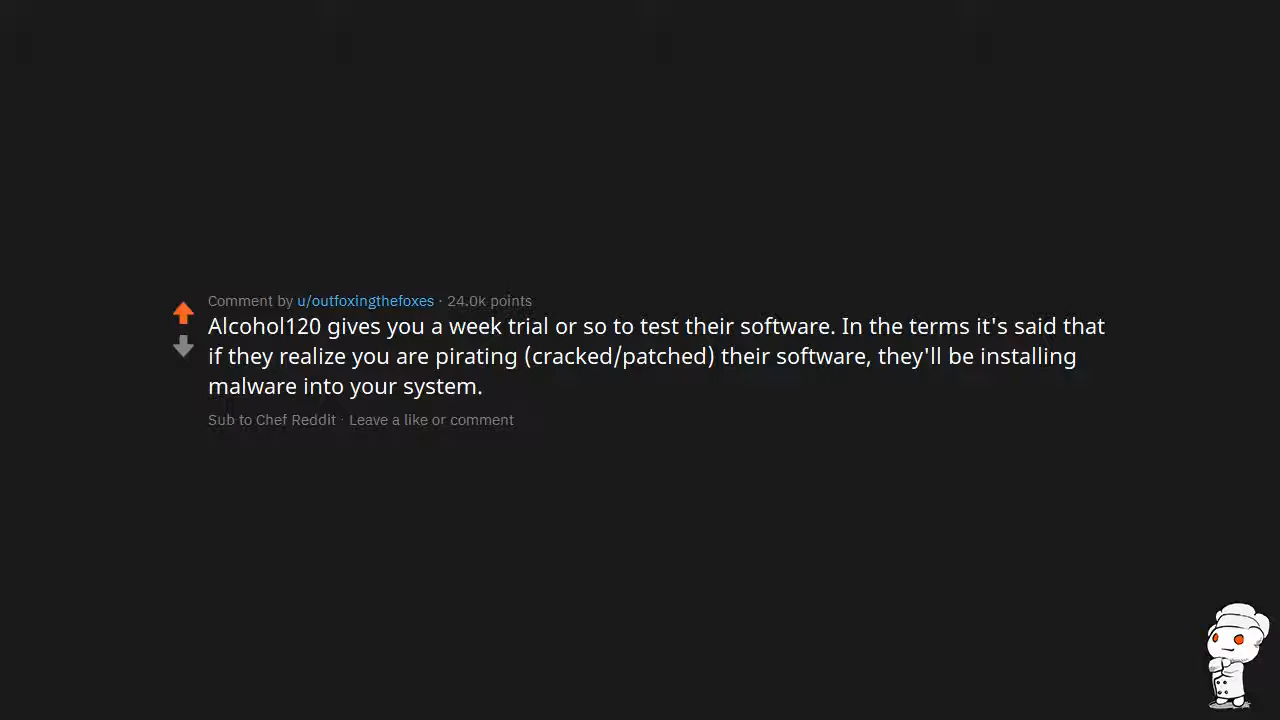 Comment by u/outfoxingthefoxes · 24.0k points
Alcohol120 gives you a week trial or so to test their software. In the terms it's said that
if they realize you are pirating (cracked/patched) their software, they'll be installing
malware into your system.
Sub to Chef Reddit · Leave a like or comment